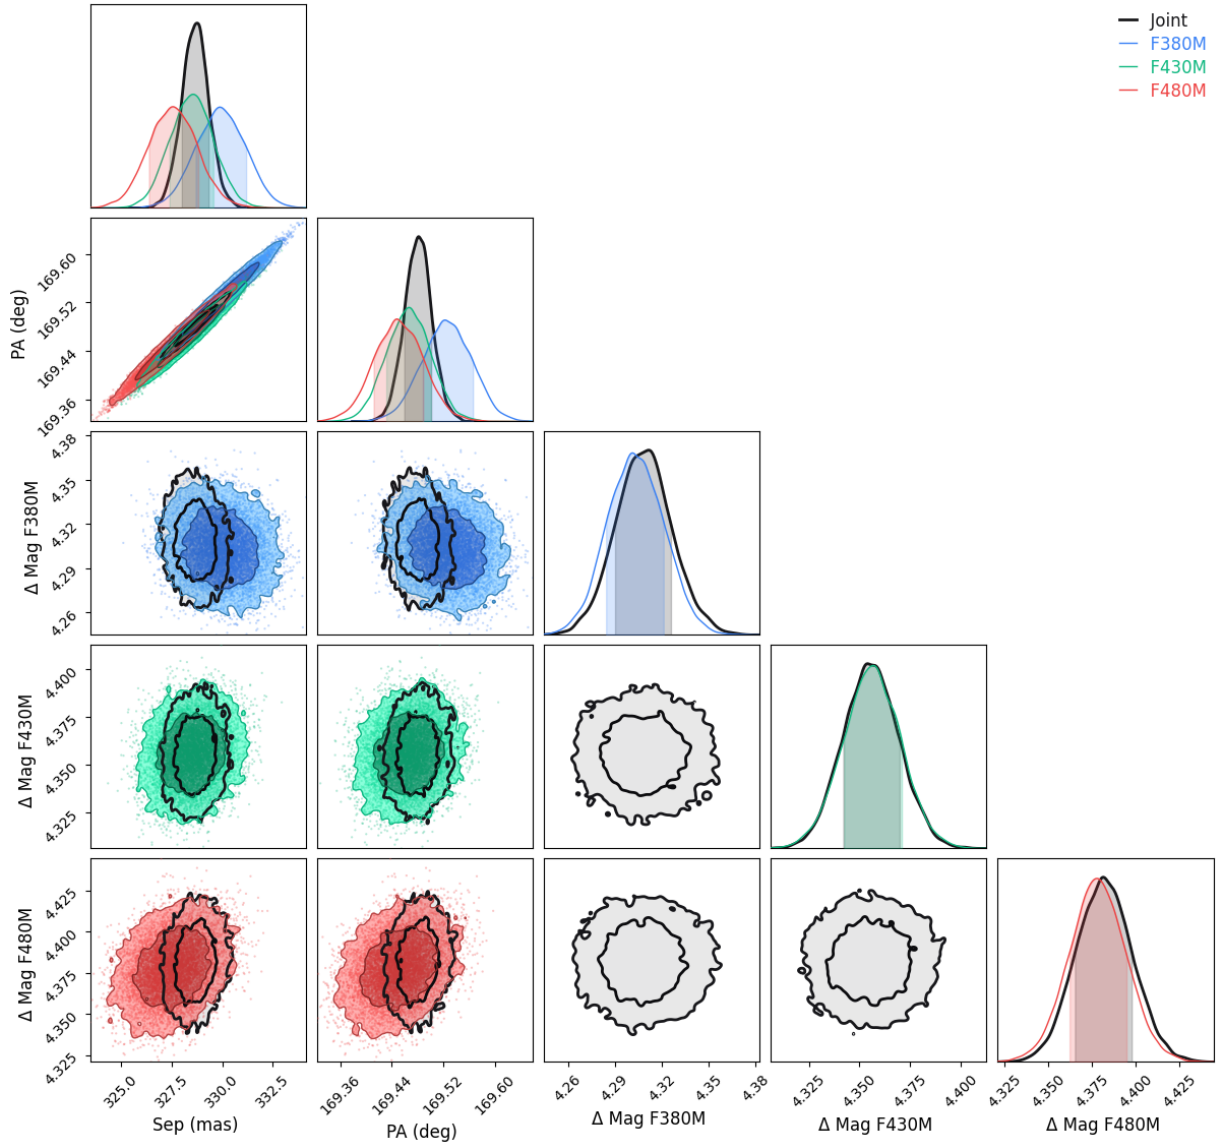 Joint
F380M
F430M
F480M
PA (deg)
169.60
169.52
169.44
169.36
Δ Mag F380M
4.38
4.35
4.32
4.29
4.26
Δ Mag F430M
4.400
4.375
4.350
4.325
Δ Mag F480M
4.425
4.400
4.375
4.350
4.325
325.0 327.5 330.0 332.5
169.36 169.44 169.52 169.60
4.26 4.29 4.32 4.35 4.38
4.325 4.350 4.375 4.400
4.325 4.350 4.375 4.400 4.425
Sep (mas)
PA (deg)
Δ Mag F380M
Δ Mag F430M
Δ Mag F480M